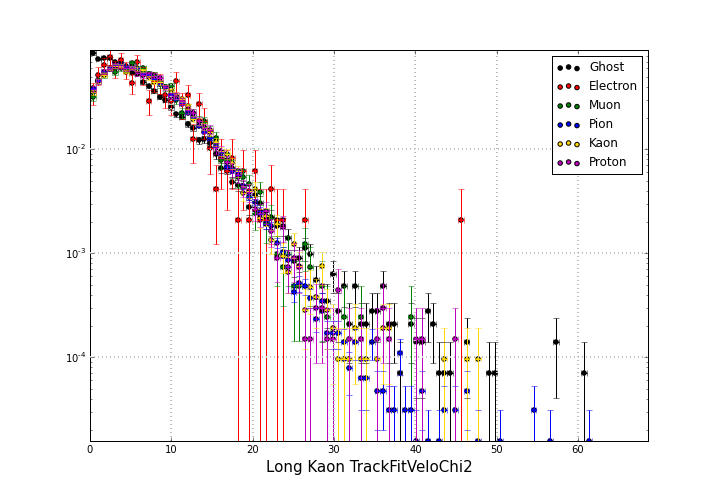 Ghost
Electron
Muon
Pion
Kaon
Proton
10^-2
10^-3
10^-4
0 10 20 30 40 50 60
Long Kaon TrackFitVeloChi2